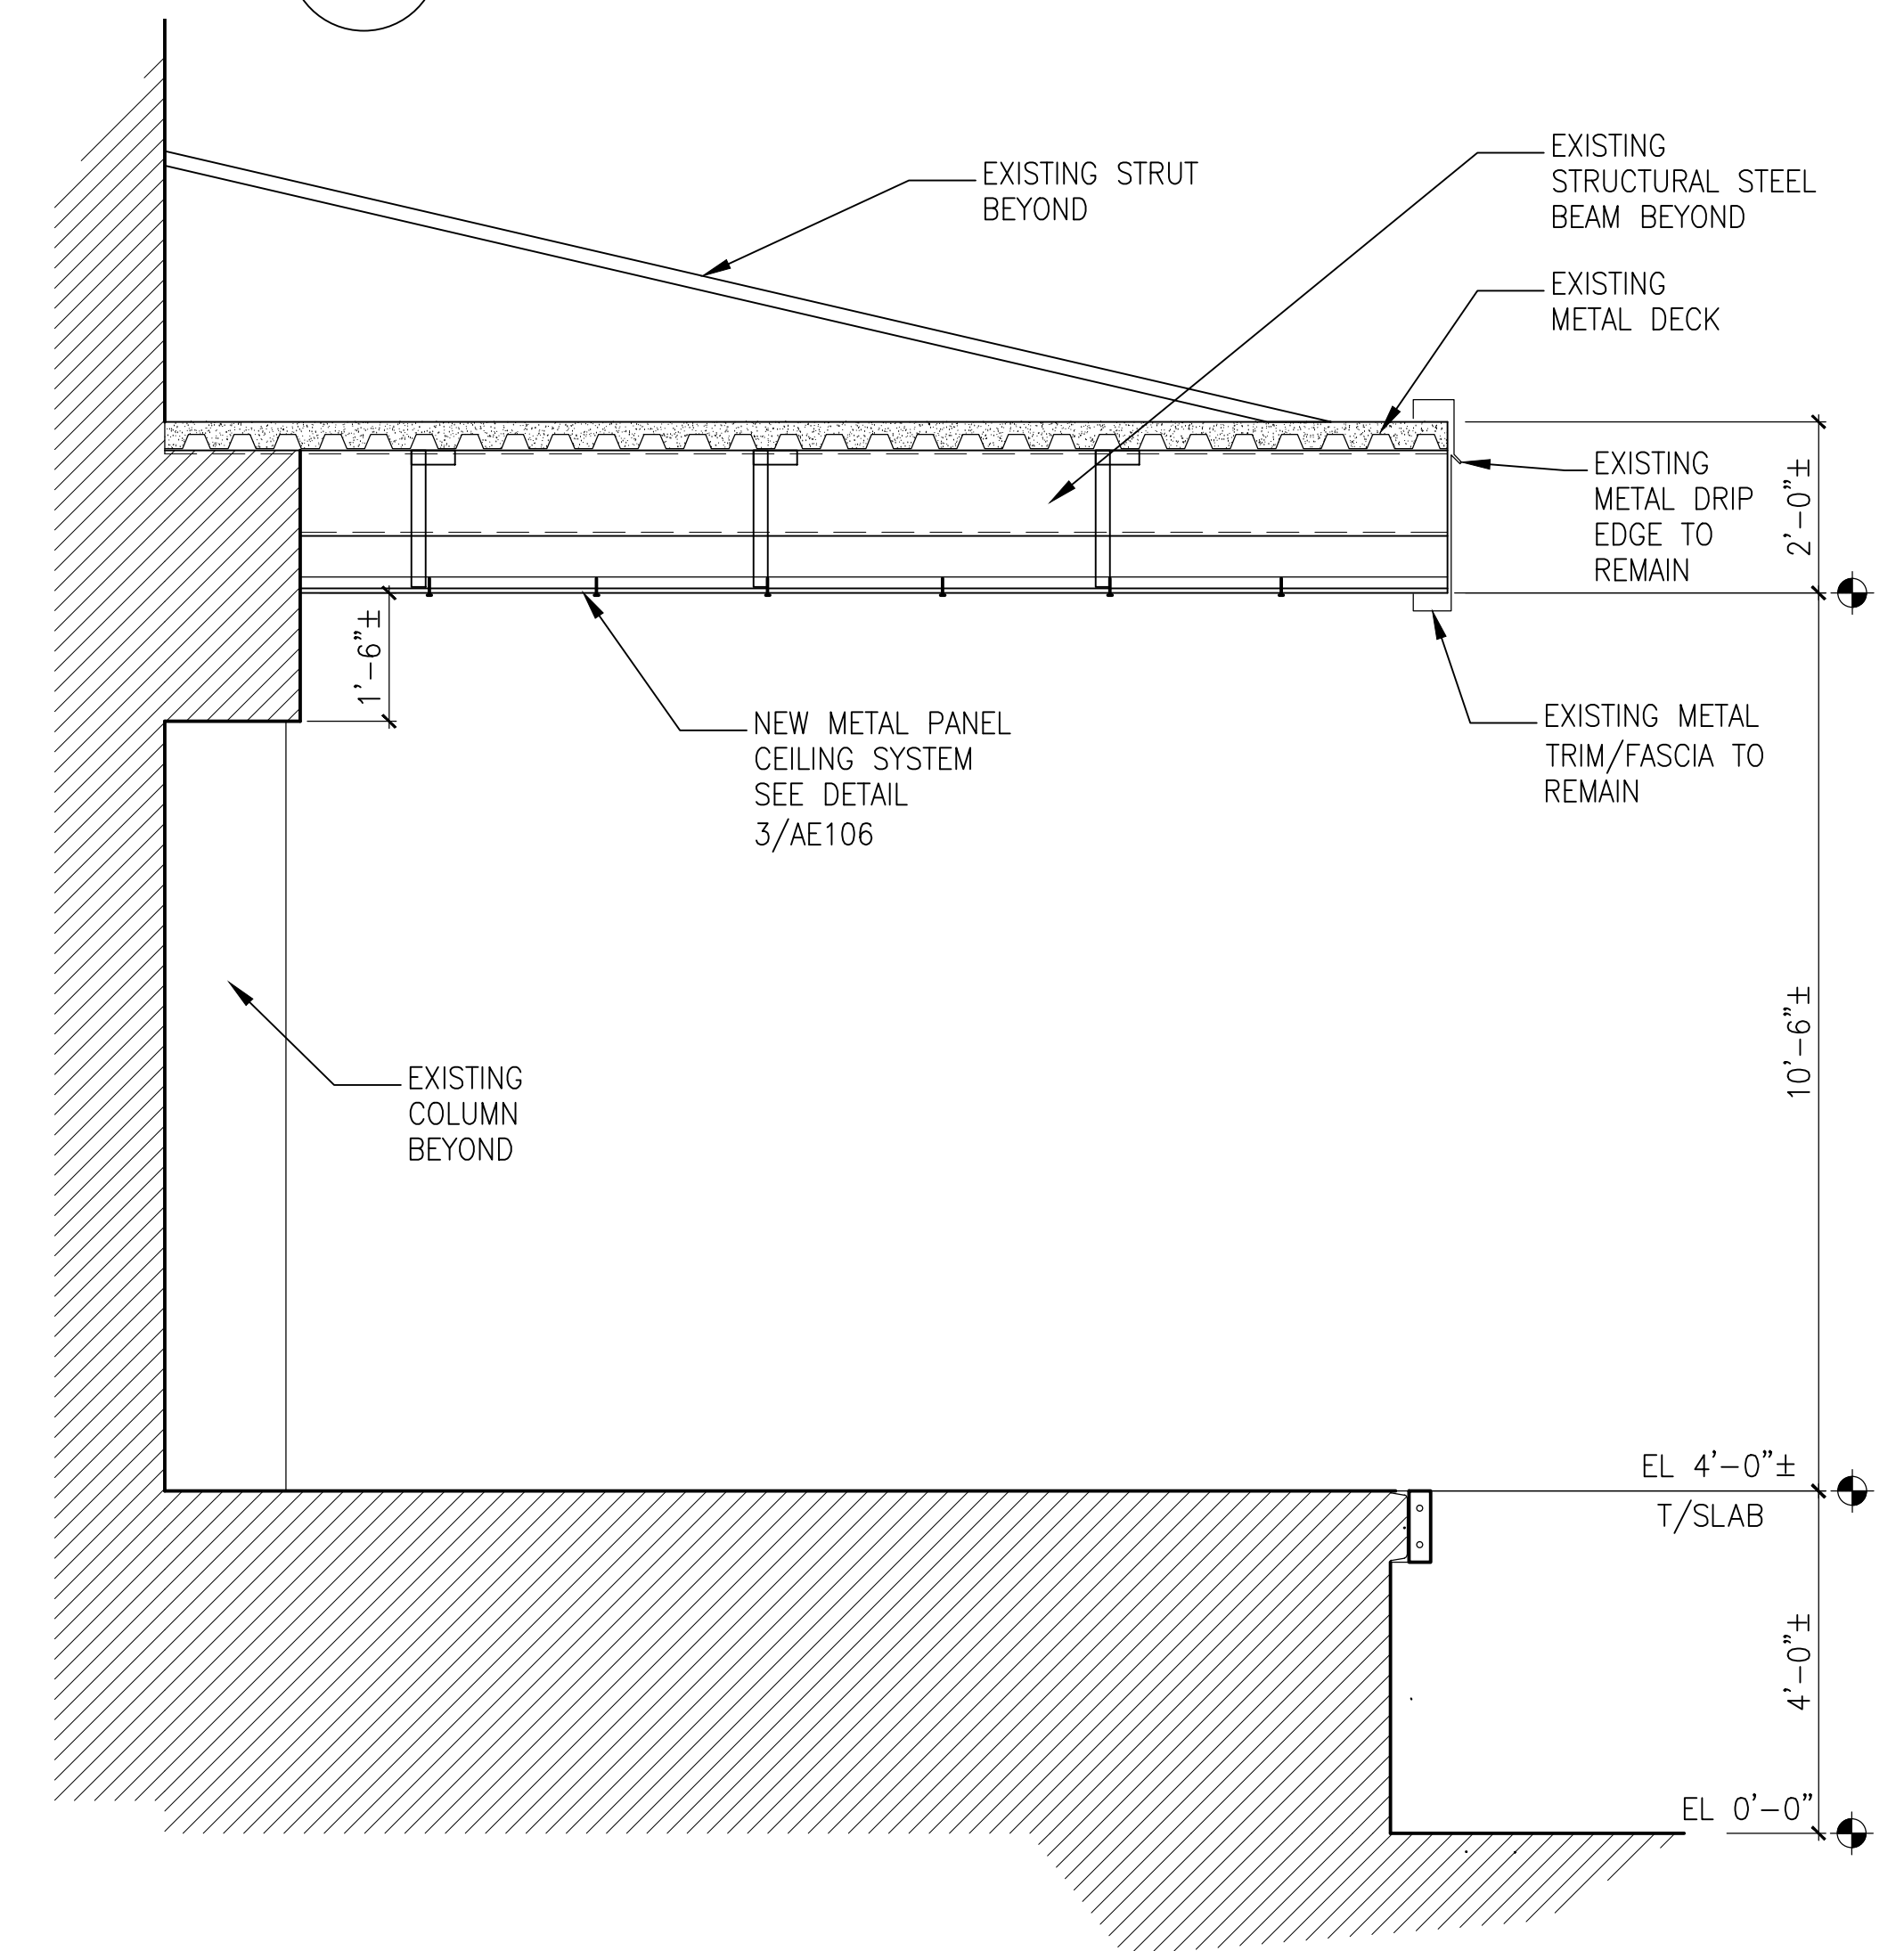 EXISTING STRUT
BEYOND
EXISTING
STRUCTURAL STEEL
BEAM BEYOND
EXISTING
METAL DECK
EXISTING
METAL DRIP
EDGE TO
REMAIN
2'-0"±
1'-6"±
NEW METAL PANEL
CEILING SYSTEM
SEE DETAIL
3/AE106
EXISTING METAL
TRIM/FASCIA TO
REMAIN
10'-6"±
EXISTING
COLUMN
BEYOND
EL 4'-0"±
T/SLAB
4'-0"±
EL 0'-0"